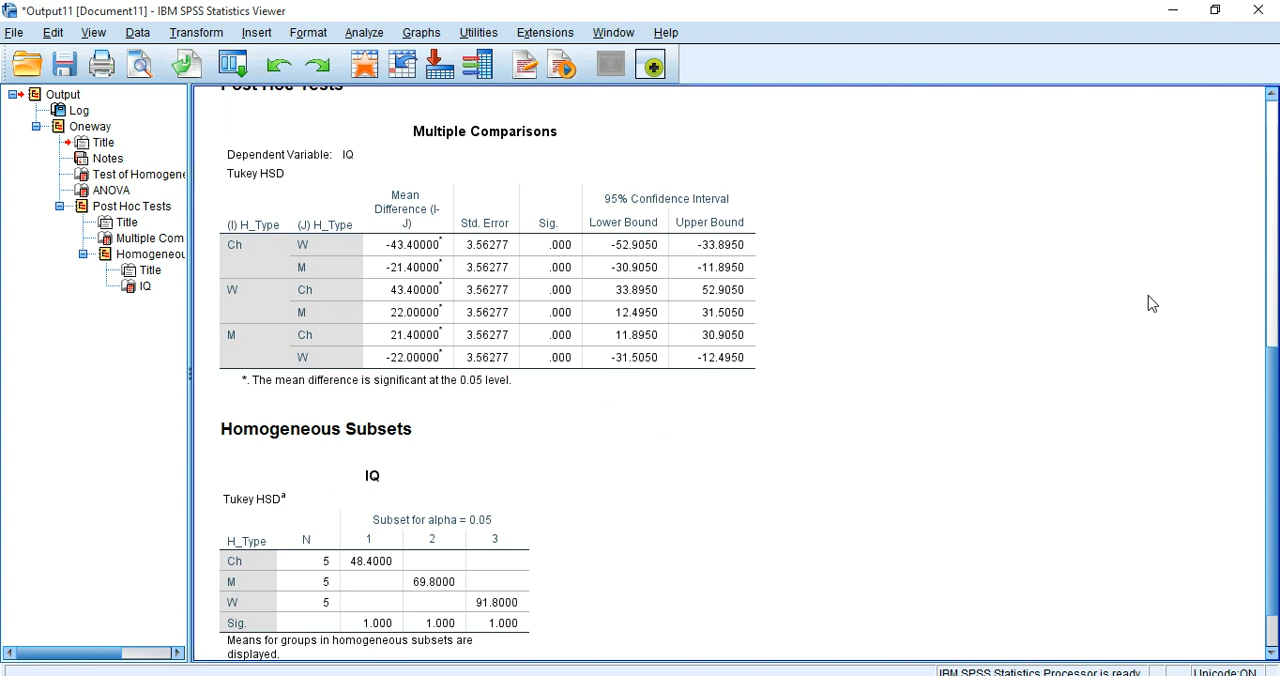 *Output11 [Document11] - IBM SPSS Statistics Viewer
File Edit View Data Transform Insert Format Analyze Graphs Utilities Extensions Window Help
Output
Log
Oneway
Title
Notes
Test of Homogene
ANOVA
Post Hoc Tests
Title
Multiple Com
Homogeneou
Title
IQ
Post Hoc Tests
Multiple Comparisons
Dependent Variable: IQ
Tukey HSD
(I) H_Type (J) H_Type Mean Difference (I-J) Std. Error Sig. 95% Confidence Interval
Lower Bound Upper Bound
Ch W -43.40000* 3.56277 .000 -52.9050 -33.8950
M -21.40000* 3.56277 .000 -30.9050 -11.8950
W Ch 43.40000* 3.56277 .000 33.8950 52.9050
M 22.00000* 3.56277 .000 12.4950 31.5050
M Ch 21.40000* 3.56277 .000 11.8950 30.9050
W -22.00000* 3.56277 .000 -31.5050 -12.4950
*. The mean difference is significant at the 0.05 level.
Homogeneous Subsets
IQ
Tukey HSDa
Subset for alpha = 0.05
H_Type N 1 2 3
Ch 5 48.4000
M 5 69.8000
W 5 91.8000
Sig. 1.000 1.000 1.000
Means for groups in homogeneous subsets are
displayed.
IBM SPSS Statistics Processor is ready Unicode:ON